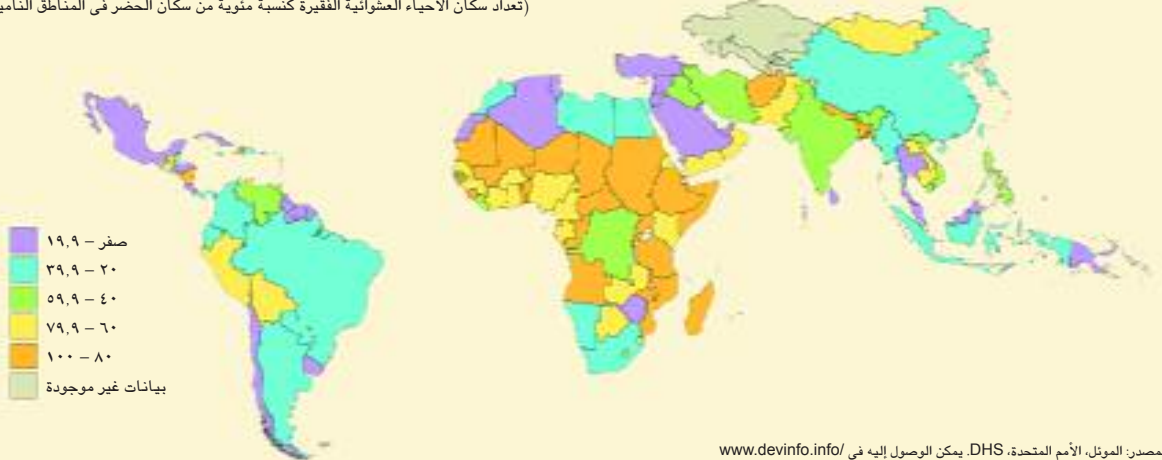 (تعداد سكان الأحياء العشوائية الفقيرة كنسبة مئوية من سكان الحضر في المناطق
صفر – ١٩,٩
٢٠ – ٣٩,٩
٤٠ – ٥٩,٩
٦٠ – ٧٩,٩
٨٠ – ١٠٠
بيانات غير موجودة
الموئل، الأمم المتحدة، DHS. يمكن الوصول إليه في www.devinfo.info/